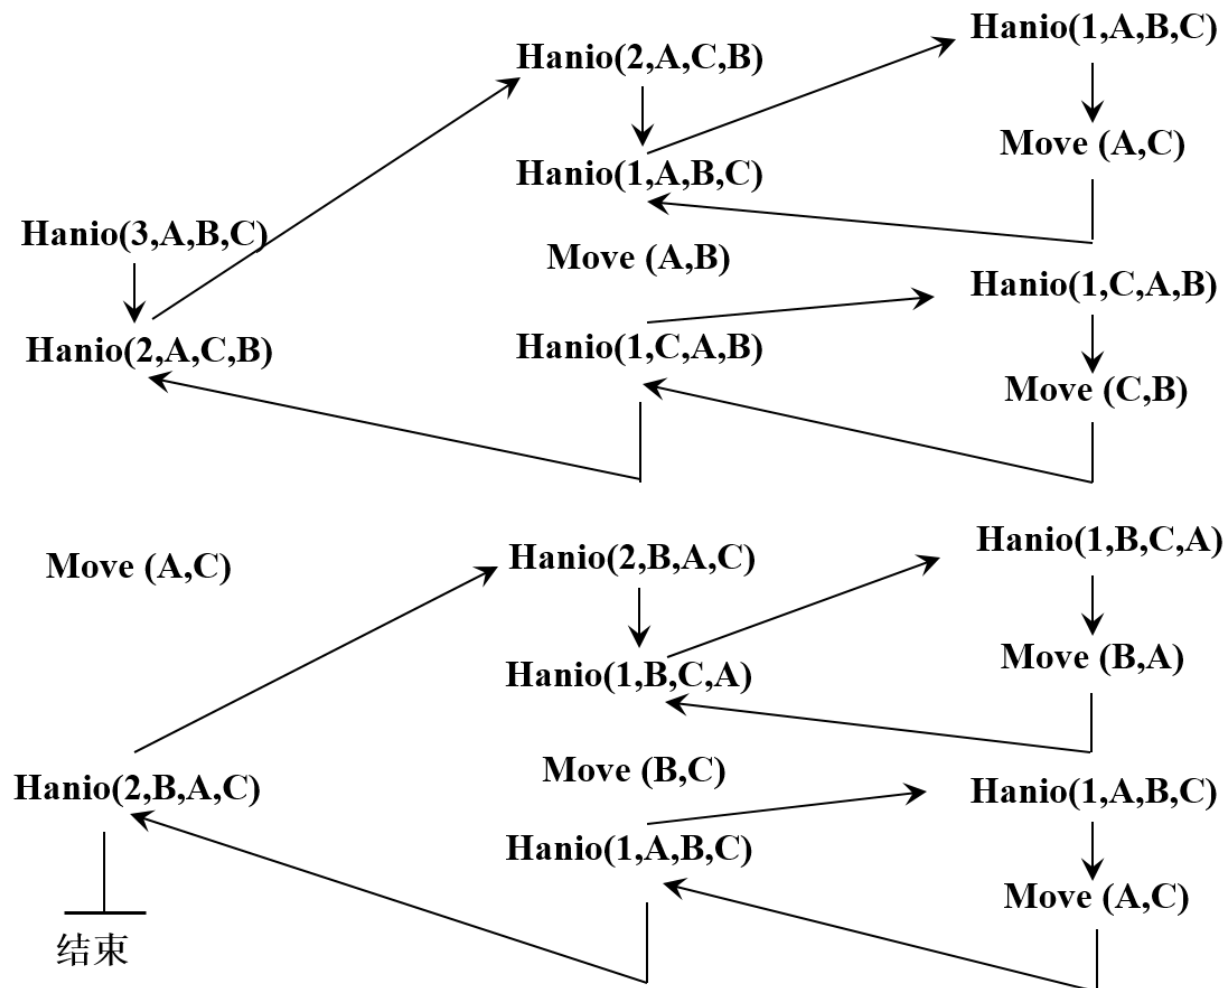 Hanio(3,A,B,C)
Hanio(2,A,C,B)
Hanio(2,A,C,B)
Hanio(1,A,B,C)
Hanio(1,A,B,C)
Move (A,C)
Move (A,B)
Hanio(1,C,A,B)
Hanio(1,C,A,B)
Move (C,B)
Move (A,C)
Hanio(2,B,A,C)
Hanio(2,B,A,C)
Hanio(1,B,C,A)
Hanio(1,B,C,A)
Move (B,A)
Move (B,C)
Hanio(1,A,B,C)
Hanio(1,A,B,C)
Move (A,C)
结束